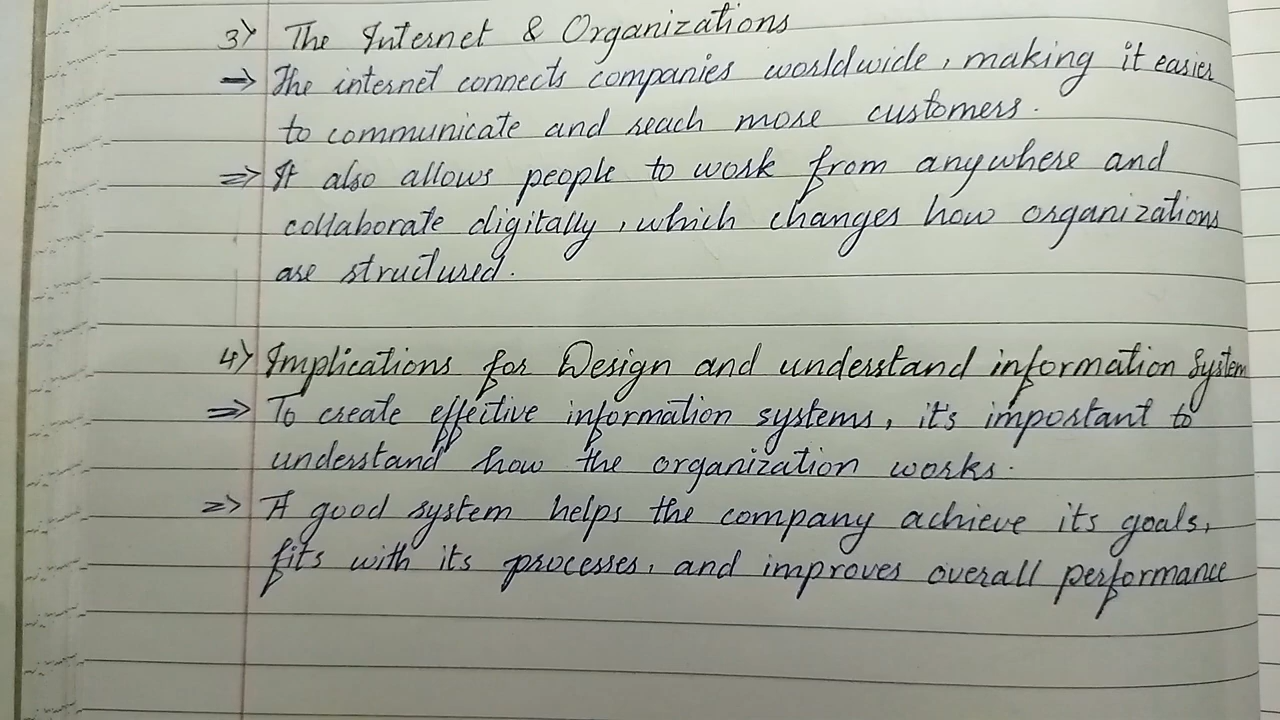 3) The Internet & Organizations
→ The internet connects companies worldwide, making it easier
to communicate and reach more customers.
⇒ It also allows people to work from anywhere and
collaborate digitally, which changes how organizations
are structured.
4) Implications for Design and understand information System
⇒ To create effective information systems, it's important to
understand how the organization works.
⇒ A good system helps the company achieve its goals,
fits with its processes, and improves overall performance